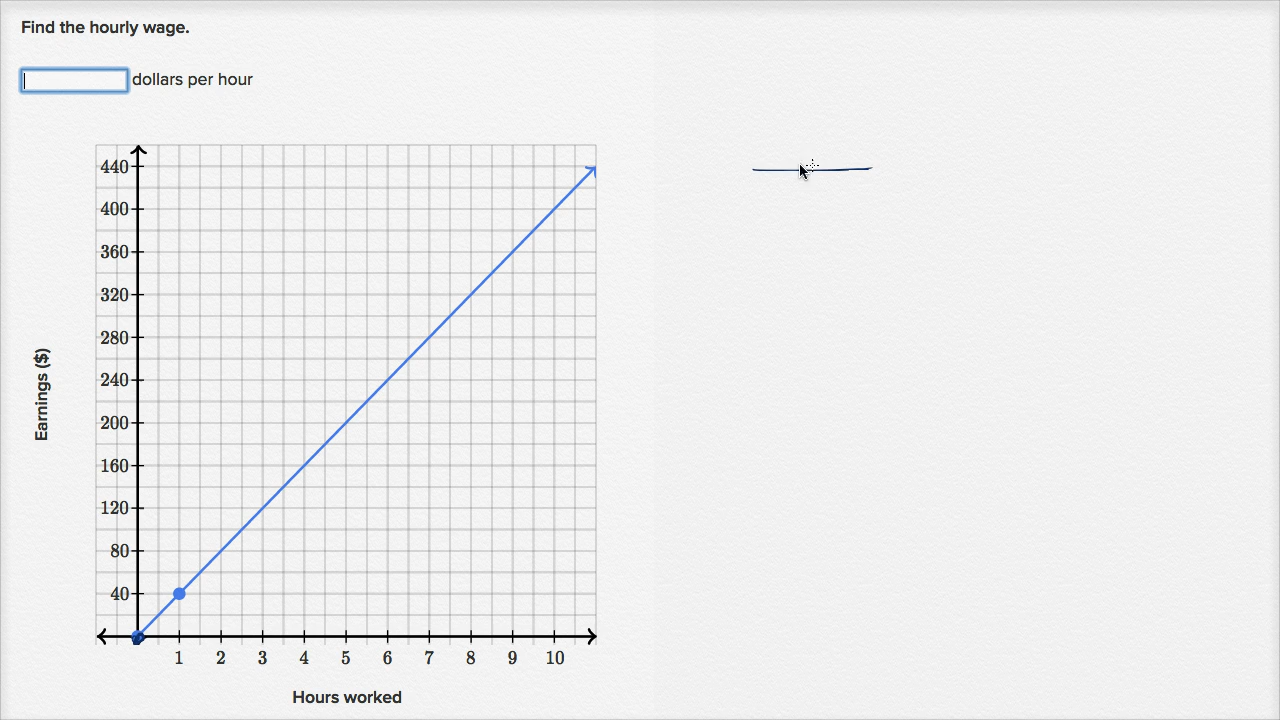 Find the hourly wage.
dollars per hour
440
400
360
320
280
240
200
160
120
80
40
Earnings ($)
1 2 3 4 5 6 7 8 9 10
Hours worked